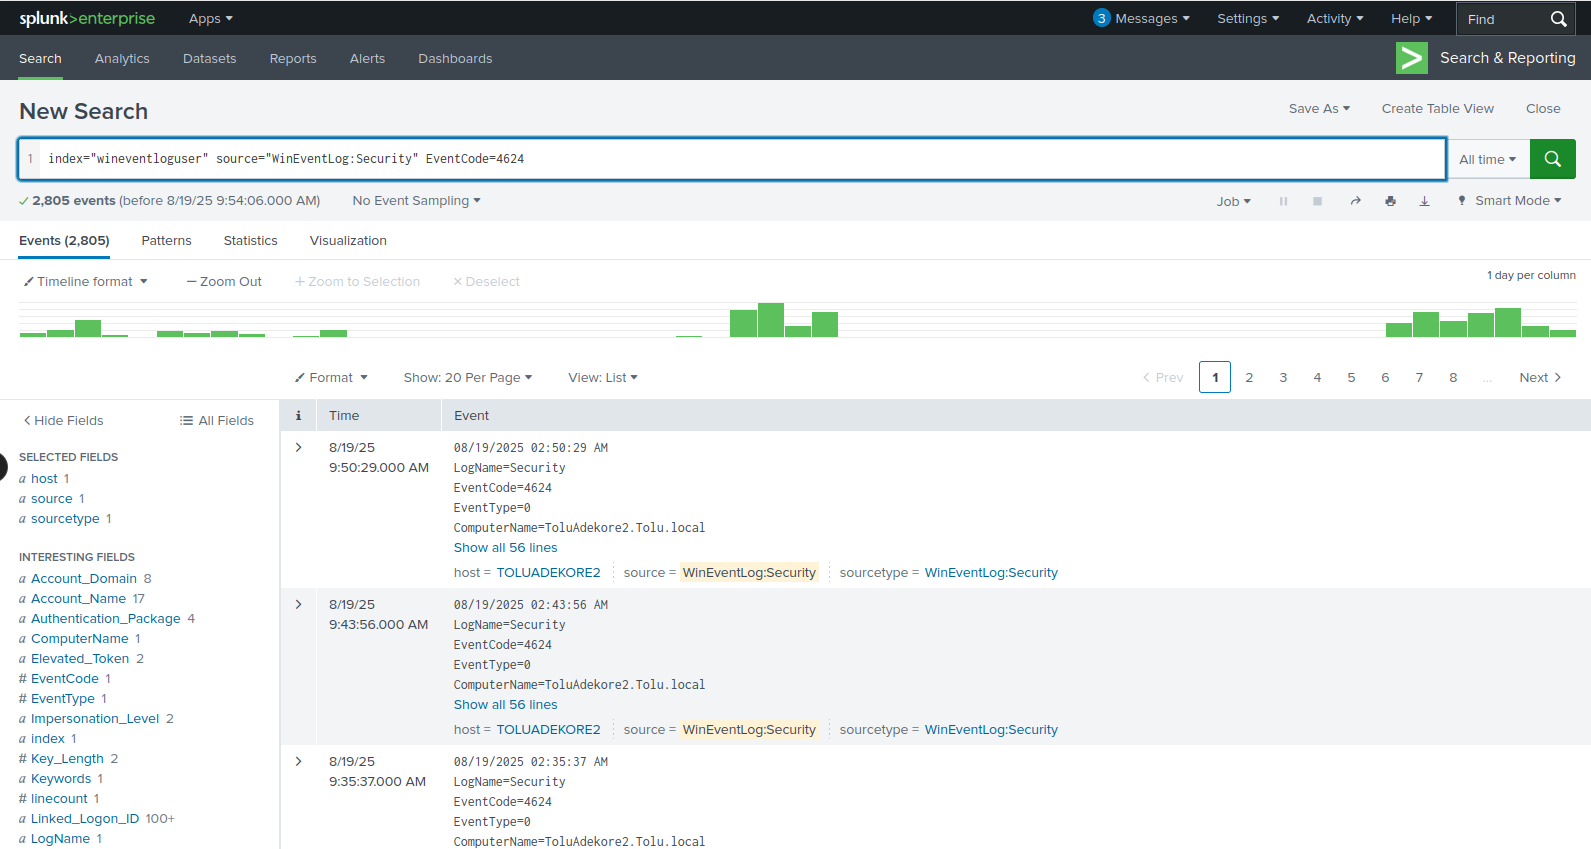 splunk>enterprise Apps 3 Messages Settings Activity Help Find
Search Analytics Datasets Reports Alerts Dashboards > Search & Reporting
New Search Save As Create Table View Close
1 index="wineventloguser" source="WinEventLog:Security" EventCode=4624 All time
2,805 events (before 8/19/25 9:54:06.000 AM) No Event Sampling Job Smart Mode
Events (2,805) Patterns Statistics Visualization
Timeline format — Zoom Out + Zoom to Selection × Deselect 1 day per column
Format Show: 20 Per Page View: List < Prev 1 2 3 4 5 6 7 8 ... Next >
< Hide Fields All Fields
i Time Event
SELECTED FIELDS
a host 1
a source 1
a sourcetype 1
INTERESTING FIELDS
a Account_Domain 8
a Account_Name 17
a Authentication_Package 4
a ComputerName 1
a Elevated_Token 2
# EventCode 1
# EventType 1
a Impersonation_Level 2
a index 1
# Key_Length 2
a Keywords 1
# linecount 1
a Linked_Logon_ID 100+
a LogName 1
> 8/19/25
9:50:29.000 AM
08/19/2025 02:50:29 AM
LogName=Security
EventCode=4624
EventType=0
ComputerName=ToluAdekore2.Tolu.local
Show all 56 lines
host = TOLUADEKORE2 source = WinEventLog:Security sourcetype = WinEventLog:Security
> 8/19/25
9:43:56.000 AM
08/19/2025 02:43:56 AM
LogName=Security
EventCode=4624
EventType=0
ComputerName=ToluAdekore2.Tolu.local
Show all 56 lines
host = TOLUADEKORE2 source = WinEventLog:Security sourcetype = WinEventLog:Security
> 8/19/25
9:35:37.000 AM
08/19/2025 02:35:37 AM
LogName=Security
EventCode=4624
EventType=0
ComputerName=ToluAdekore2.Tolu.local